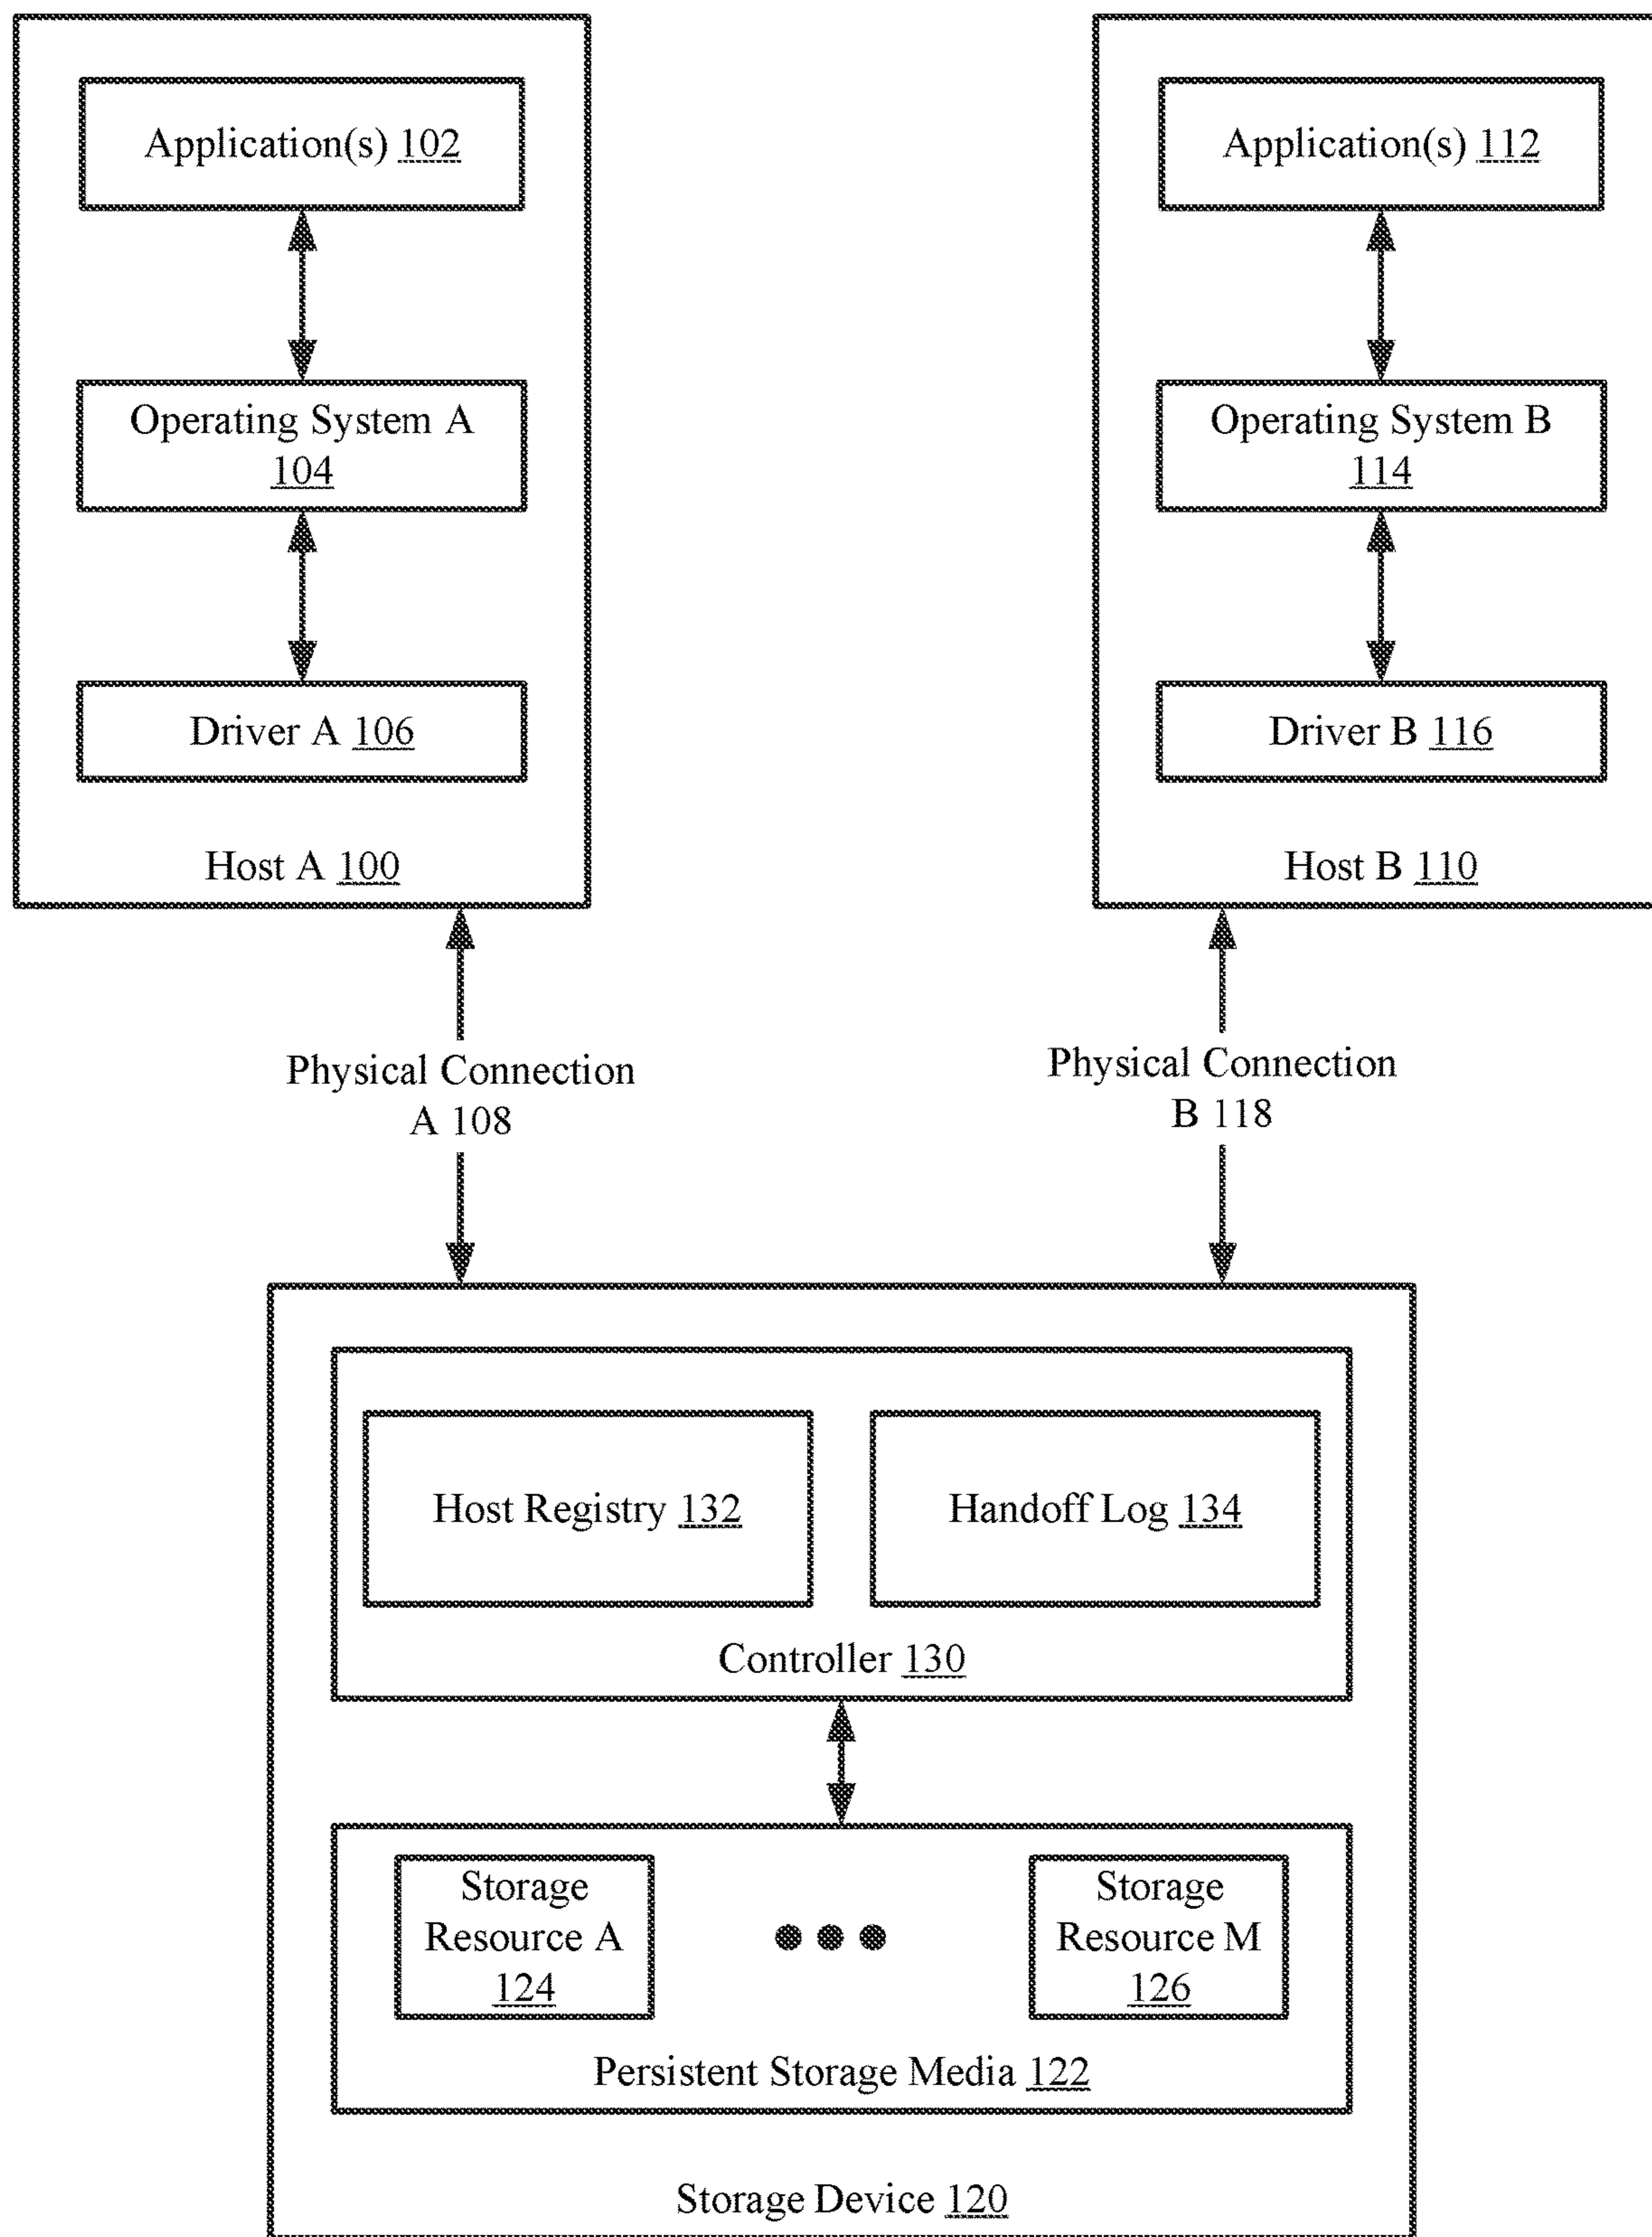 Application(s) 102
Operating System A
104
Driver A 106
Host A 100
Application(s) 112
Operating System B
114
Driver B 116
Host B 110
Physical Connection
A 108
Physical Connection
B 118
Host Registry 132
Handoff Log 134
Controller 130
Storage
Resource A
124
Storage
Resource M
126
Persistent Storage Media 122
Storage Device 120